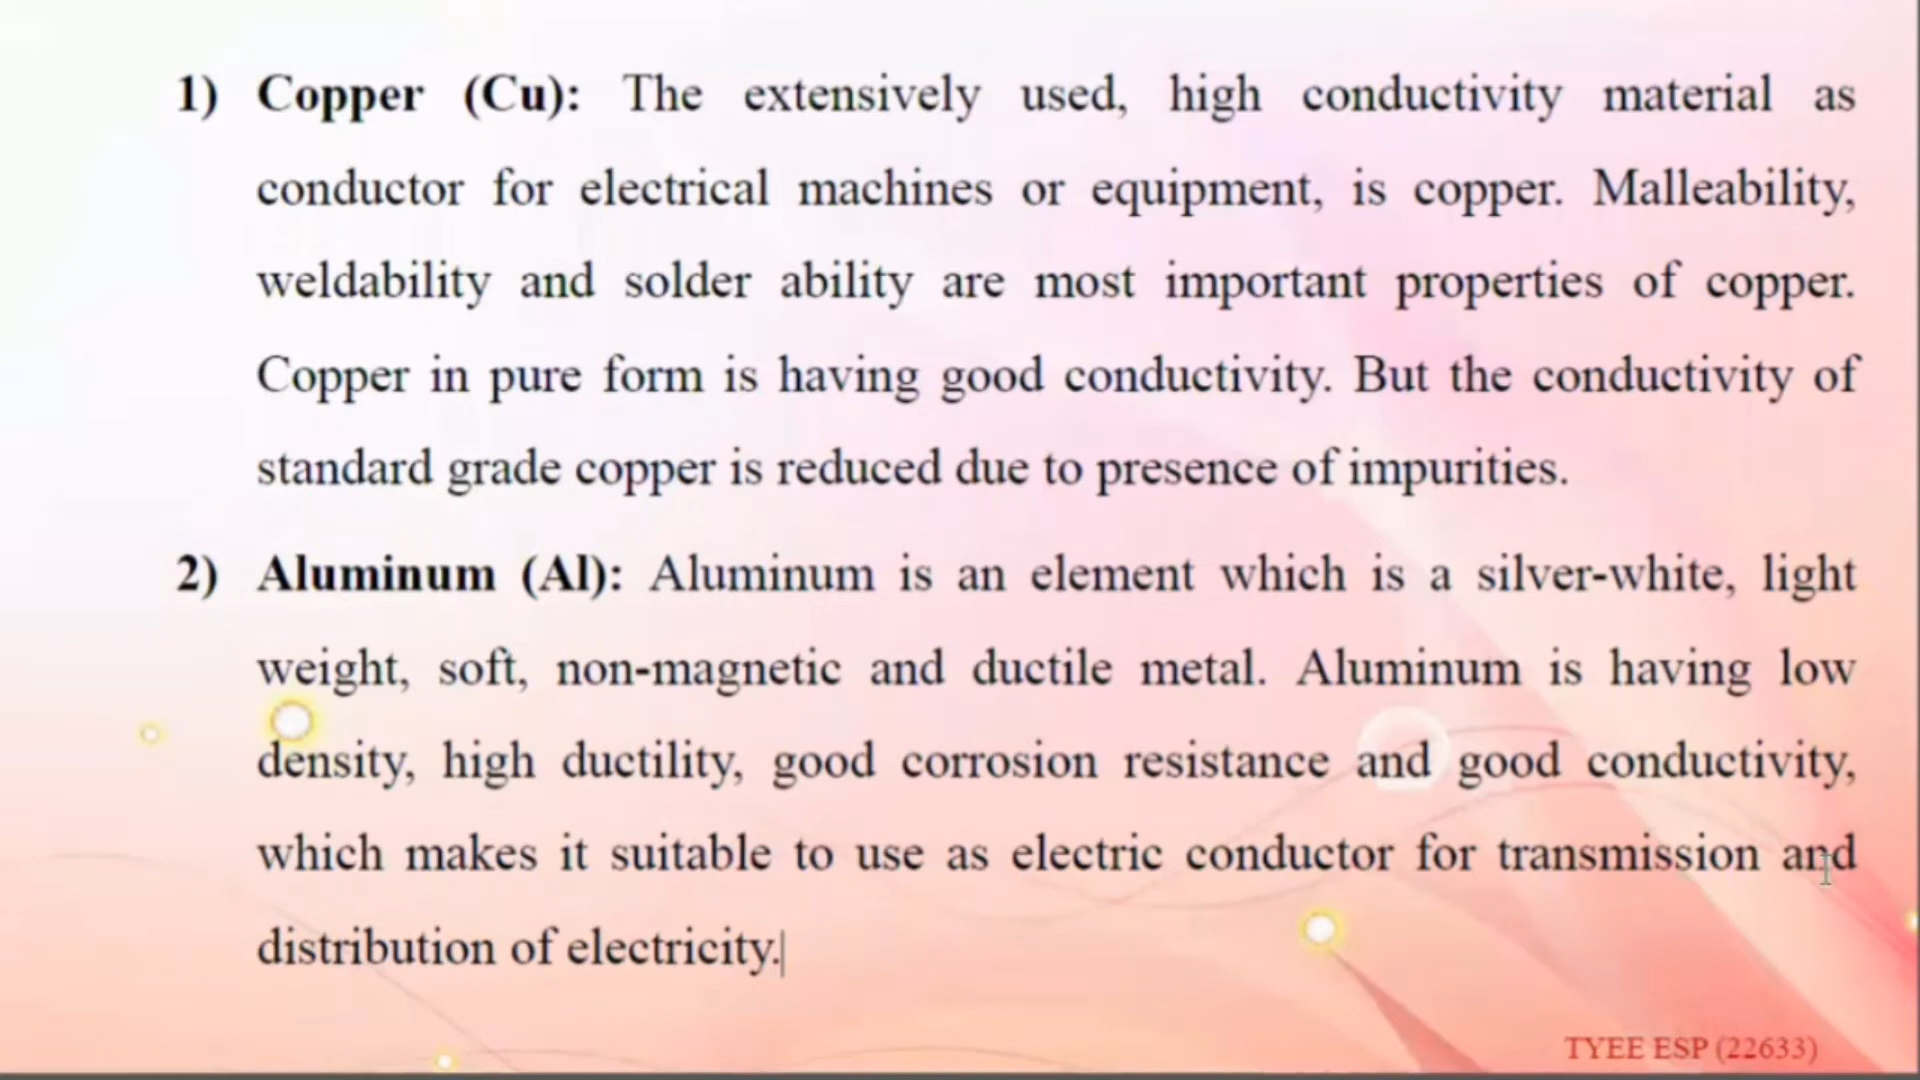 1) Copper (Cu): The extensively used, high conductivity material as
conductor for electrical machines or equipment, is copper. Malleability,
weldability and solder ability are most important properties of copper.
Copper in pure form is having good conductivity. But the conductivity of
standard grade copper is reduced due to presence of impurities.
2) Aluminum (Al): Aluminum is an element which is a silver-white, light
weight, soft, non-magnetic and ductile metal. Aluminum is having low
density, high ductility, good corrosion resistance and good conductivity,
which makes it suitable to use as electric conductor for transmission and
distribution of electricity.
TYEE ESP (22633)